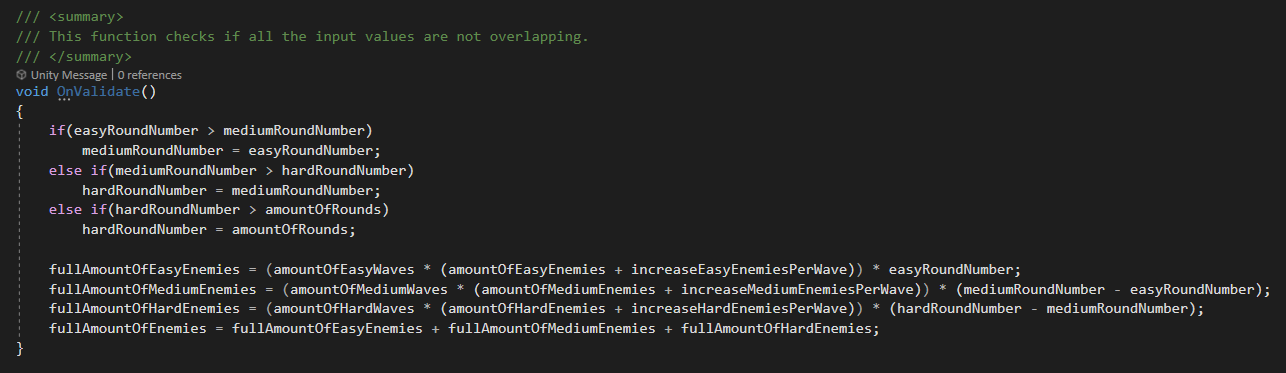 /// <summary>
/// This function checks if all the input values are not overlapping.
/// </summary>
Unity Message | 0 references
void OnValidate()
{
    if(easyRoundNumber > mediumRoundNumber)
        mediumRoundNumber = easyRoundNumber;
    else if(mediumRoundNumber > hardRoundNumber)
        hardRoundNumber = mediumRoundNumber;
    else if(hardRoundNumber > amountOfRounds)
        hardRoundNumber = amountOfRounds;

    fullAmountOfEasyEnemies = (amountOfEasyWaves * (amountOfEasyEnemies + increaseEasyEnemiesPerWave)) * easyRoundNumber;
    fullAmountOfMediumEnemies = (amountOfMediumWaves * (amountOfMediumEnemies + increaseMediumEnemiesPerWave)) * (mediumRoundNumber - easyRoundNumber);
    fullAmountOfHardEnemies = (amountOfHardWaves * (amountOfHardEnemies + increaseHardEnemiesPerWave)) * (hardRoundNumber - mediumRoundNumber);
    fullAmountOfEnemies = fullAmountOfEasyEnemies + fullAmountOfMediumEnemies + fullAmountOfHardEnemies;
}